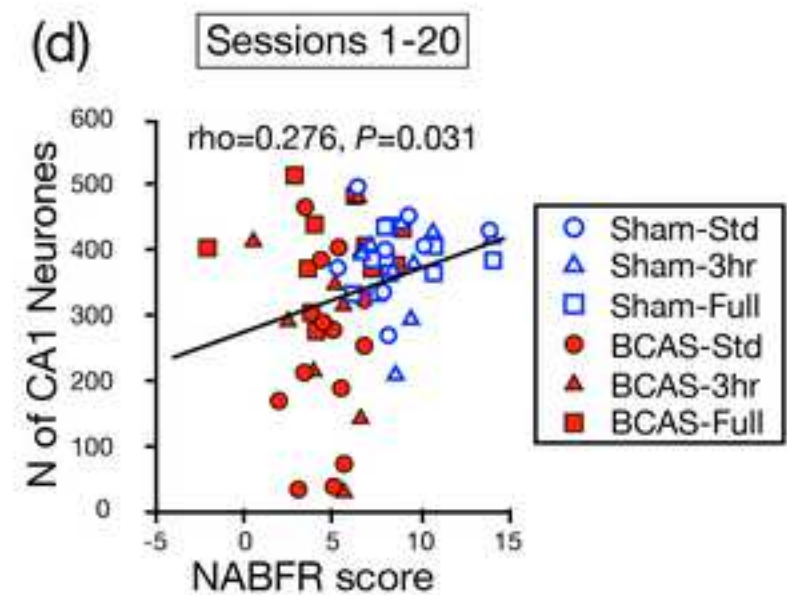 (d)
Sessions 1-20
rho=0.276, P=0.031
N of CA1 Neurones
600
500
400
300
200
100
0
-5 0 5 10 15
NABFR score
Sham-Std
Sham-3hr
Sham-Full
BCAS-Std
BCAS-3hr
BCAS-Full